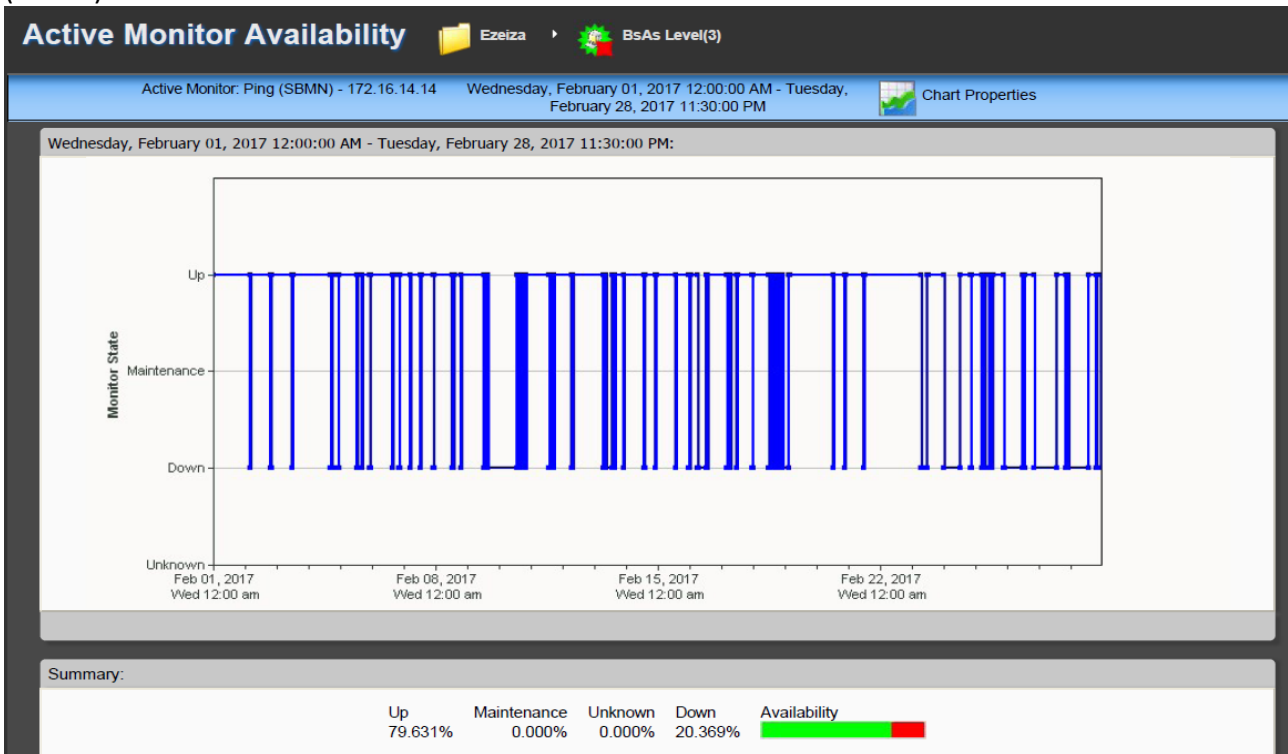 Active Monitor Availability Ezeiza BsAs Level(3)
Active Monitor: Ping (SBMN) - 172.16.14.14
Wednesday, February 01, 2017 12:00:00 AM - Tuesday,
February 28, 2017 11:30:00 PM
Chart Properties
Wednesday, February 01, 2017 12:00:00 AM - Tuesday, February 28, 2017 11:30:00 PM:
Monitor State
Up
Maintenance
Down
Unknown
Feb 01, 2017
Wed 12:00 am
Feb 08, 2017
Wed 12:00 am
Feb 15, 2017
Wed 12:00 am
Feb 22, 2017
Wed 12:00 am
Summary:
Up Maintenance Unknown Down Availability
79.631% 0.000% 0.000% 20.369%